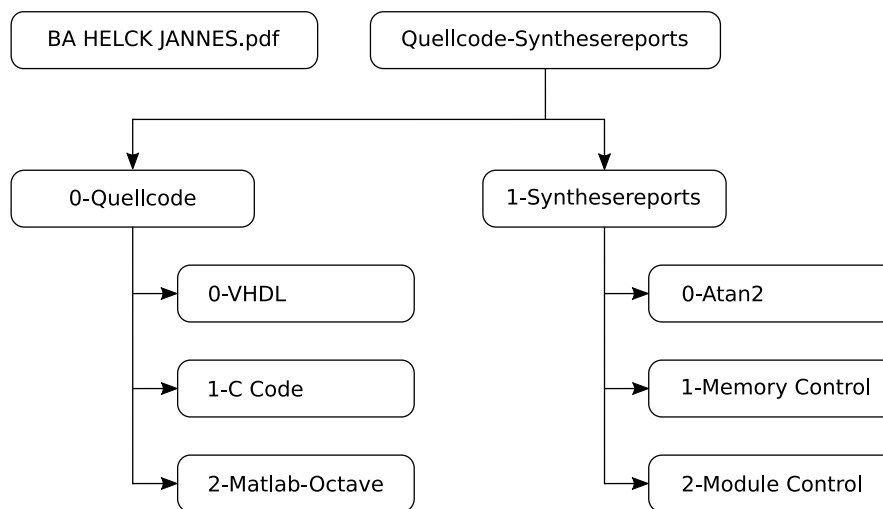 BA HELCK JANNES.pdf
Quellcode-Synthesereports
0-Quellcode
1-Synthesereports
0-VHDL
0-Atan2
1-C Code
1-Memory Control
2-Matlab-Octave
2-Module Control